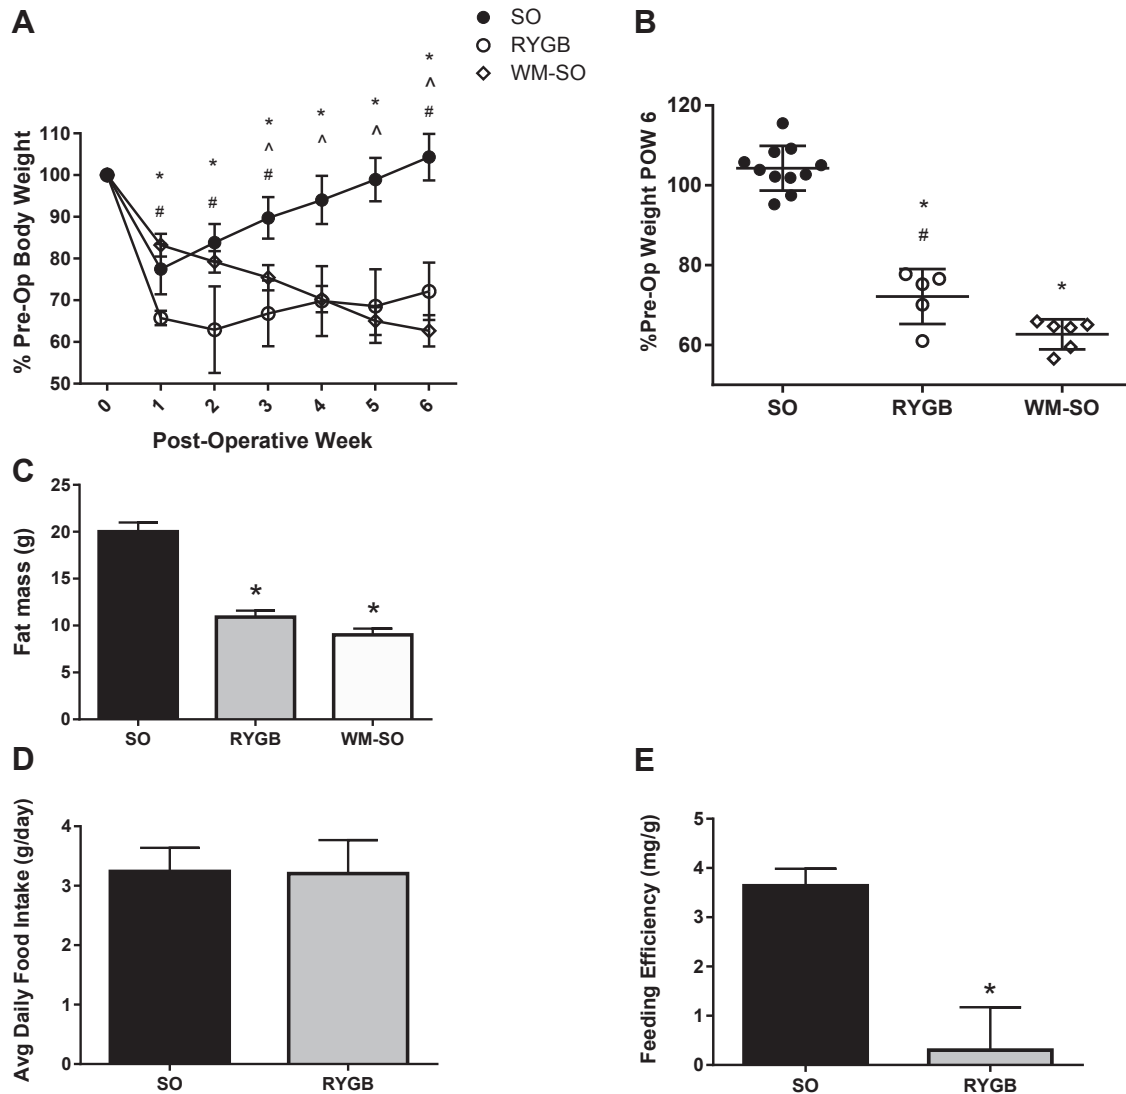 A
SO
RYGB
WM-SO
B
* * * * * *
^ ^ ^ ^
# # # #
% Pre-Op Body Weight
110
100
90
80
70
60
50
0 1 2 3 4 5 6
Post-Operative Week
%Pre-Op Weight POW 6
120
100
80
60
*
#
*
SO RYGB WM-SO
C
Fat mass (g)
25
20
15
10
5
0
* *
SO RYGB WM-SO
D
Avg Daily Food Intake (g/day)
4
3
2
1
0
SO RYGB
E
Feeding Efficiency (mg/g)
5
4
3
2
1
0
*
SO RYGB